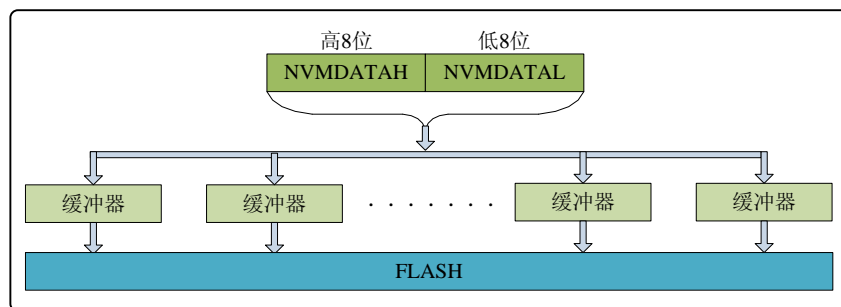 高8位 低8位
NVMDATAH NVMDATAL
缓冲器 缓冲器 . . . . . . . 缓冲器 缓冲器
FLASH